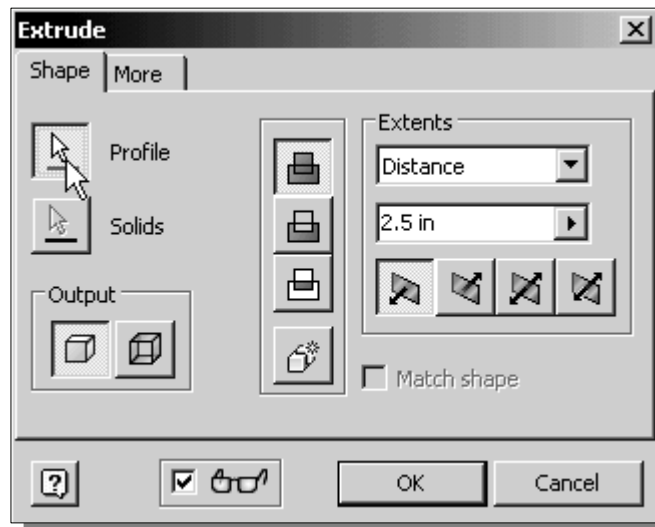 Extrude
Shape More
Profile
Solids
Output
Extents
Distance
2.5 in
Match shape
OK Cancel